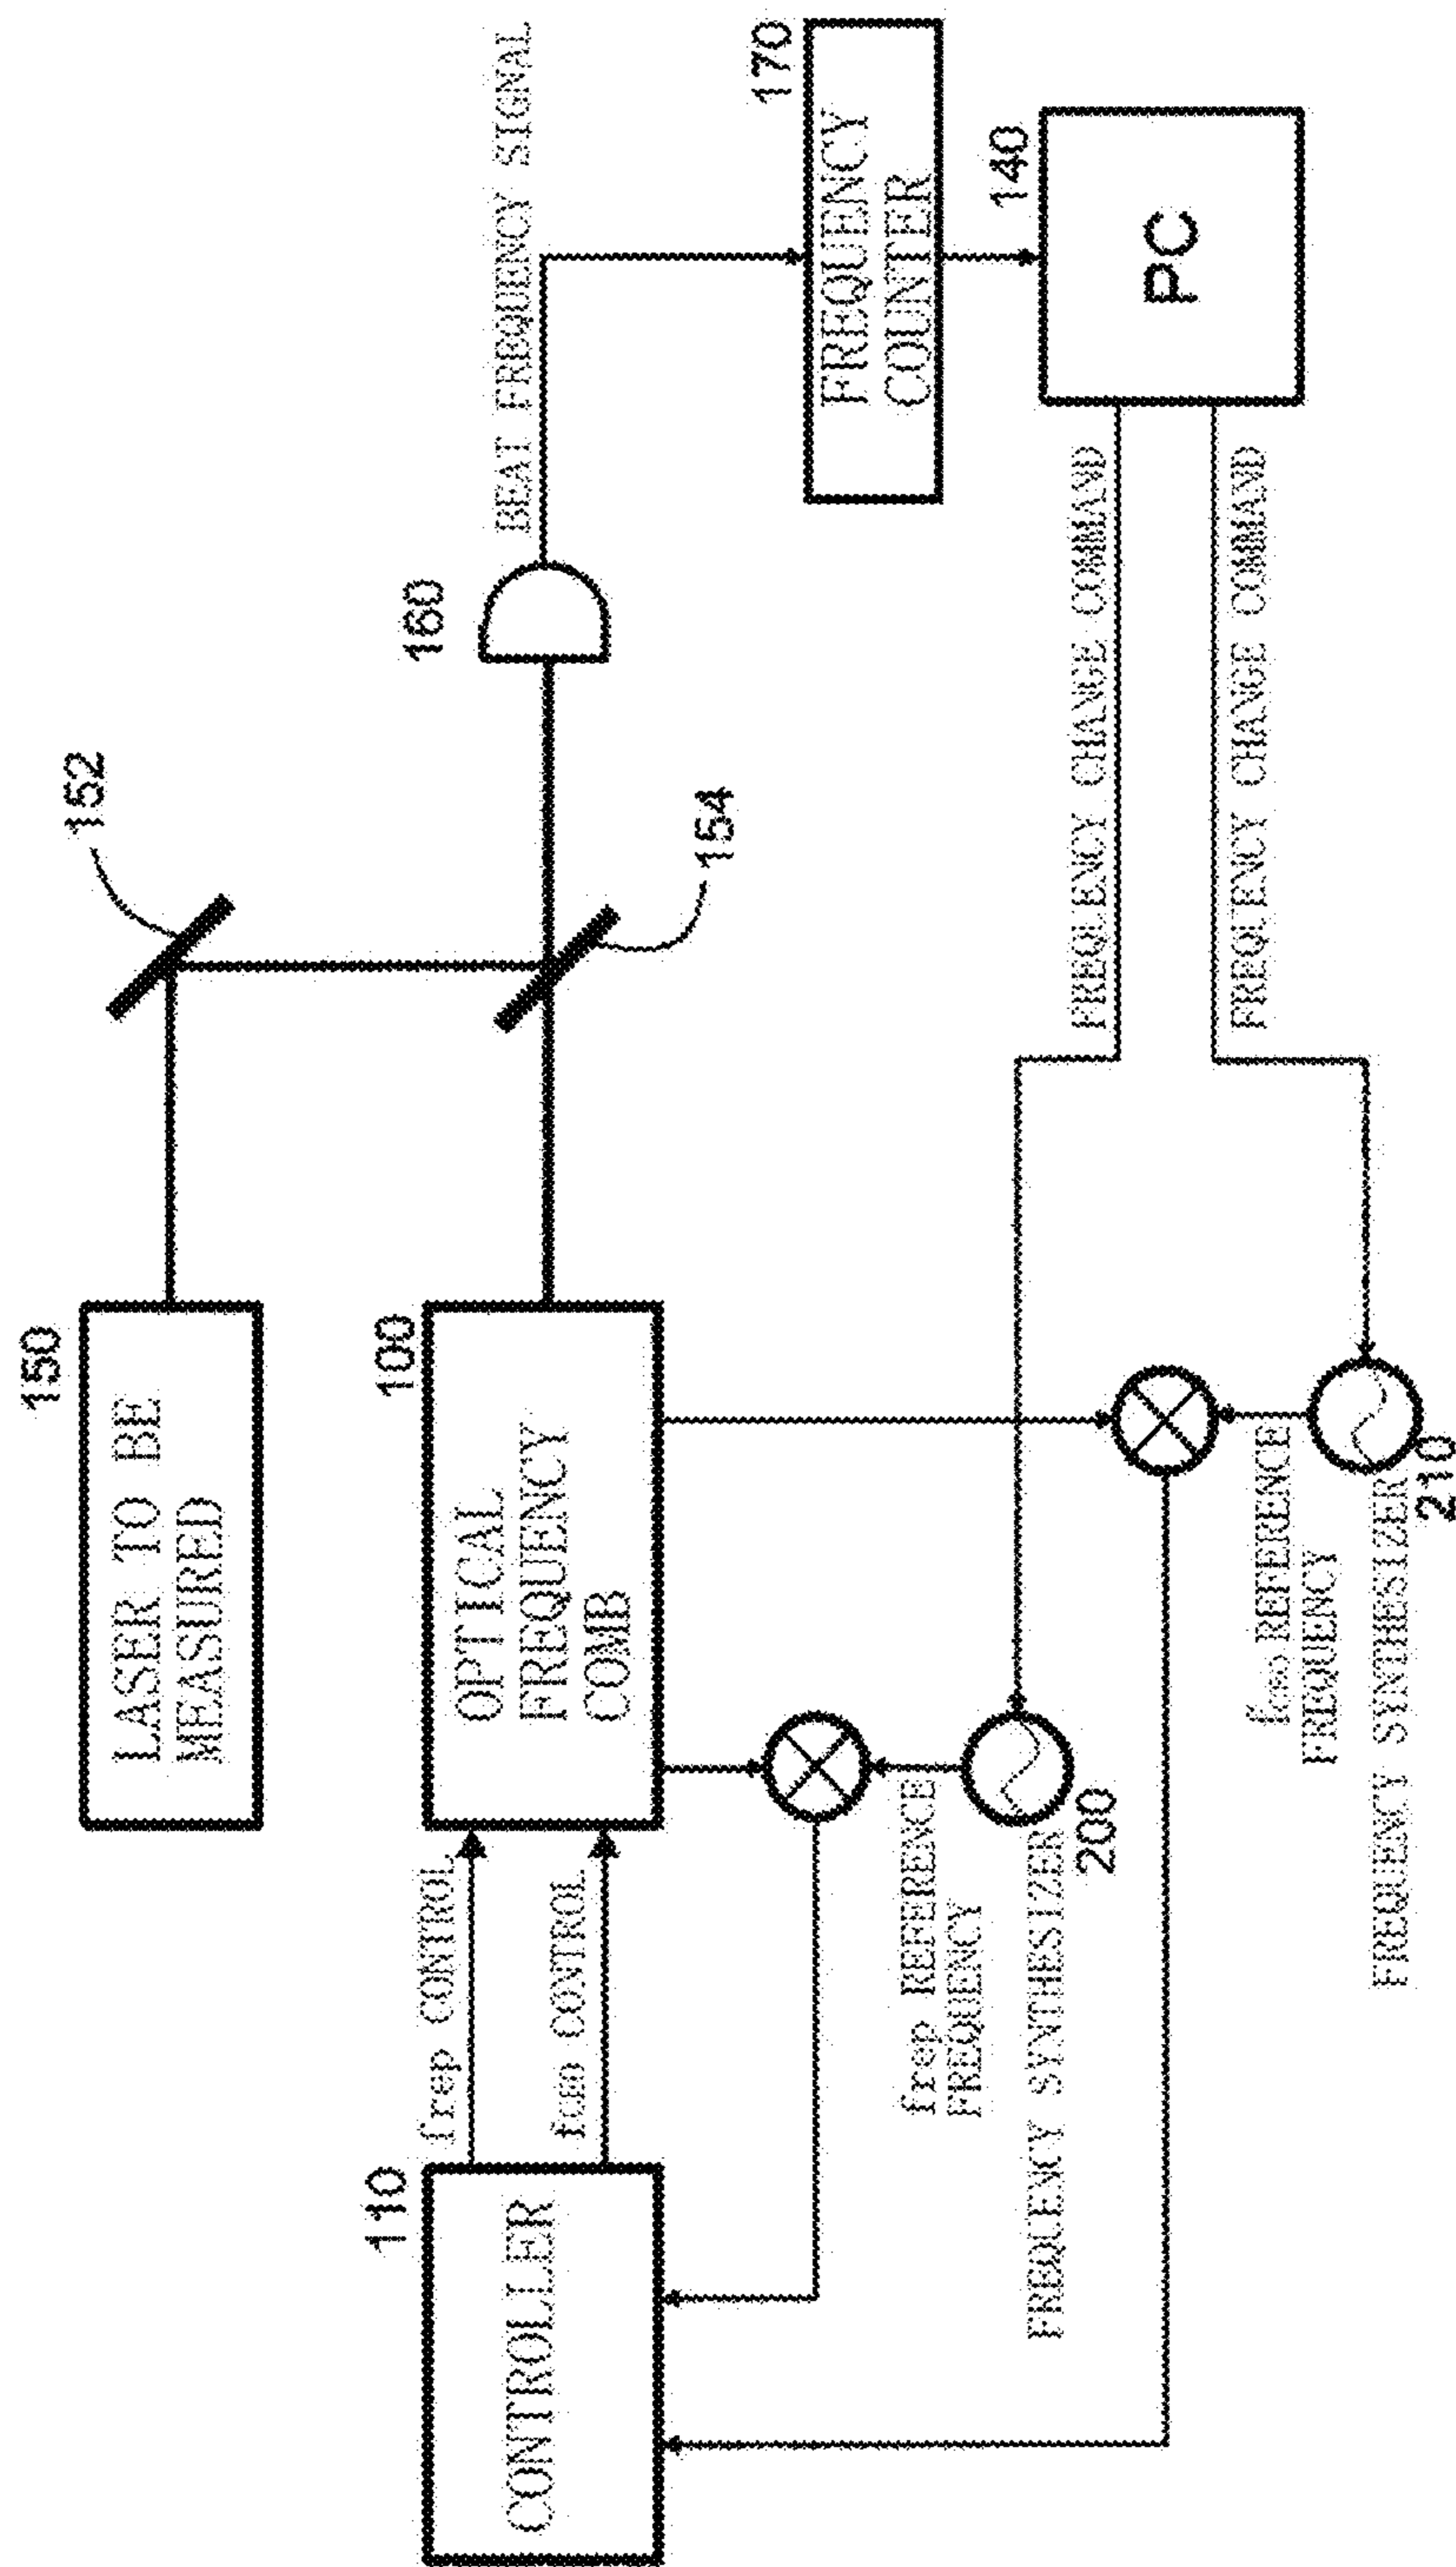 150
LASER TO BE
MEASURED
152
110
CONTROLLER
frep CONTROL
fCEO CONTROL
100
OPTICAL
FREQUENCY
COMB
154
160
BEAT FREQUENCY SIGNAL
170
FREQUENCY
COUNTER
140
PC
FREQUENCY CHANGE COMMAND
FREQUENCY CHANGE COMMAND
frep REFERENCE
FREQUENCY
FREQUENCY SYNTHESIZER
200
fCEO REFERENCE
FREQUENCY
FREQUENCY SYNTHESIZER
210